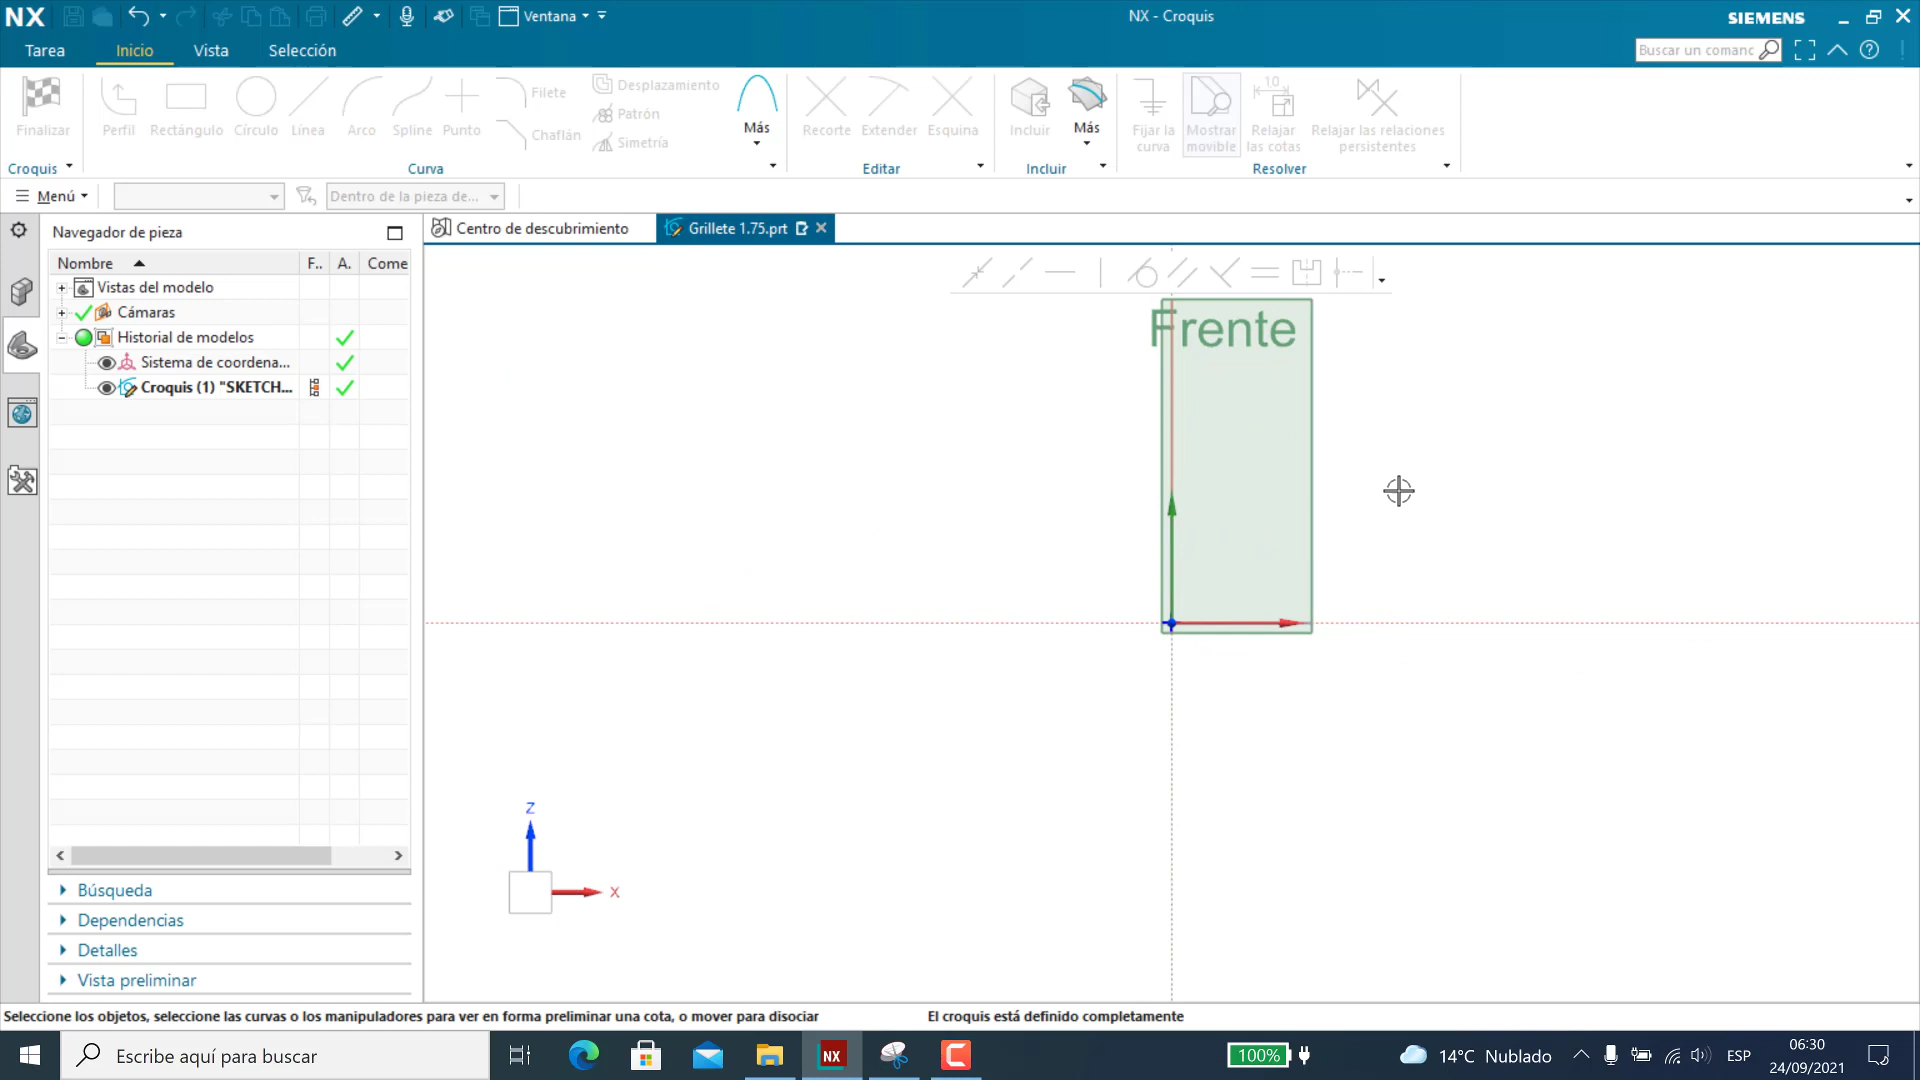 NX
Ventana
NX - Croquis
SIEMENS
Tarea
Inicio
Vista
Selección
Buscar un comanc
Finalizar
Perfil
Rectángulo
Círculo
Línea
Arco
Spline
Punto
Filete
Chaflán
Desplazamiento
Patrón
Simetría
Más
Recorte
Extender
Esquina
Incluir
Más
Fijar la
curva
Mostrar
movible
1.0
Relajar
las cotas
Relajar las relaciones
persistentes
Croquis
Curva
Editar
Incluir
Resolver
Menú
Dentro de la pieza de...
Navegador de pieza
Centro de descubrimiento
Grillete 1.75.prt
Nombre
F..
A.
Come
Vistas del modelo
Cámaras
Historial de modelos
Sistema de coordena...
Croquis (1) "SKETCH...
Frente
Z
X
Búsqueda
Dependencias
Detalles
Vista preliminar
Seleccione los objetos, seleccione las curvas o los manipuladores para ver en forma preliminar una cota, o mover para disociar
El croquis está definido completamente
Escribe aquí para buscar
NX
100%
14°C Nublado
ESP
06:30
24/09/2021